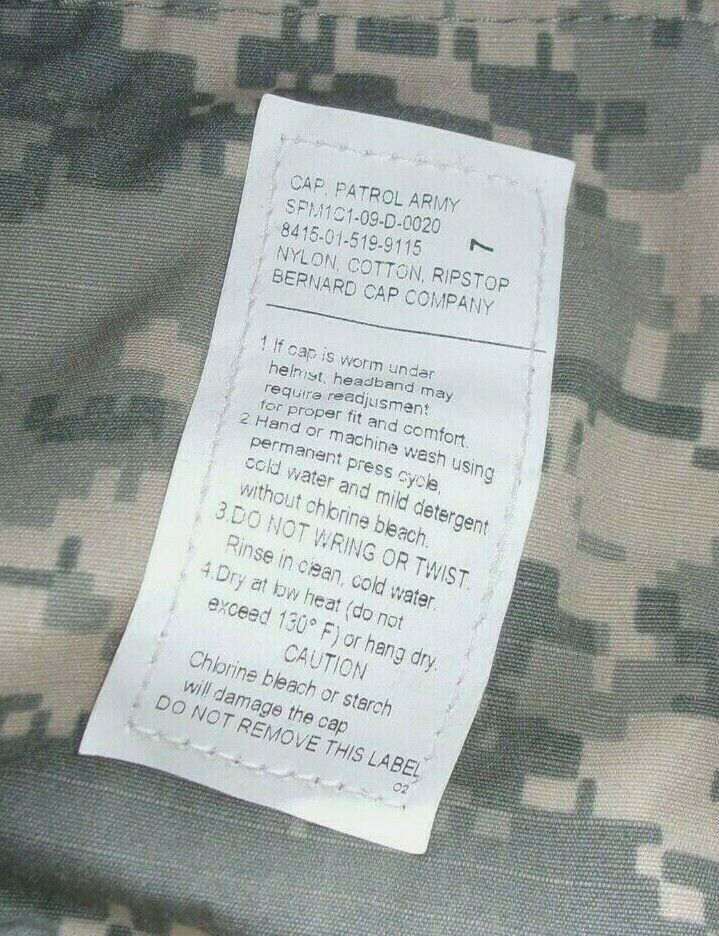 CAP, PATROL ARMY
SPM1C1-09-D-0020
8415-01-519-9115
7
NYLON, COTTON, RIPSTOP
BERNARD CAP COMPANY
1 If cap is worm under
helmst, headband may
require readjusment
for proper fit and comfort.
2.Hand or machine wash using
permanent press cycle,
cold water and mild detergent
without chlorine bleach.
3.DO NOT WRING OR TWIST.
Rinse in clean, cold water.
4.Dry at low heat (do not
exceed 130° F) or hang dry.
CAUTION
Chlorine bleach or starch
will damage the cap
DO NOT REMOVE THIS LABEL
02